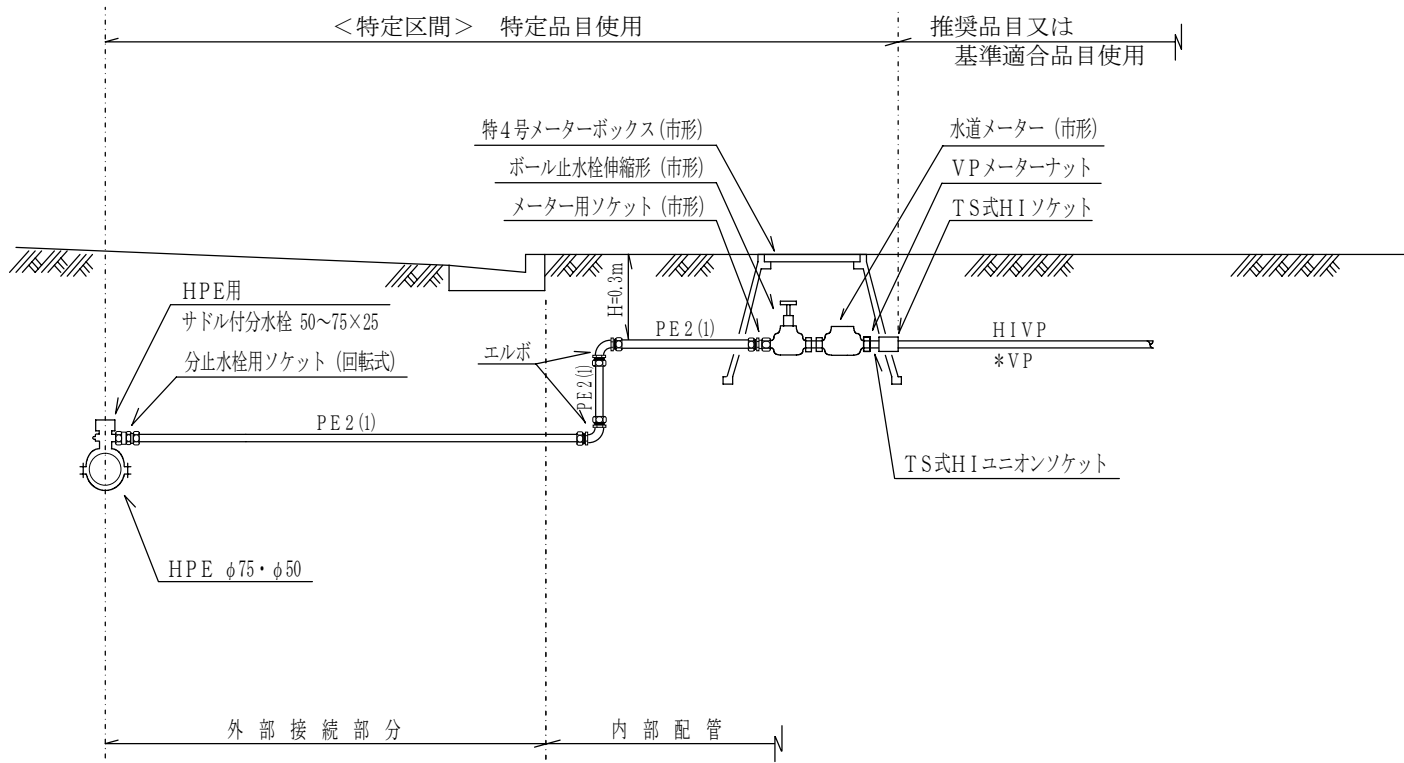 ＜特定区間＞　特定品目使用
推奨品目又は
基準適合品目使用
特４号メーターボックス(市形)
ボール止水栓伸縮形(市形)
メーター用ソケット(市形)
水道メーター(市形)
ＶＰメーターナット
ＴＳ式ＨＩソケット
ＨＰＥ用
サドル付分水栓 50～75×25
分止水栓用ソケット(回転式)
エルボ
H=0.3m
ＰＥ２(1)
ＰＥ２(1)
ＰＥ２(1)
ＨＩＶＰ
＊ＶＰ
ＴＳ式ＨＩユニオンソケット
ＨＰＥ φ75・φ50
外部接続部分
内部配管